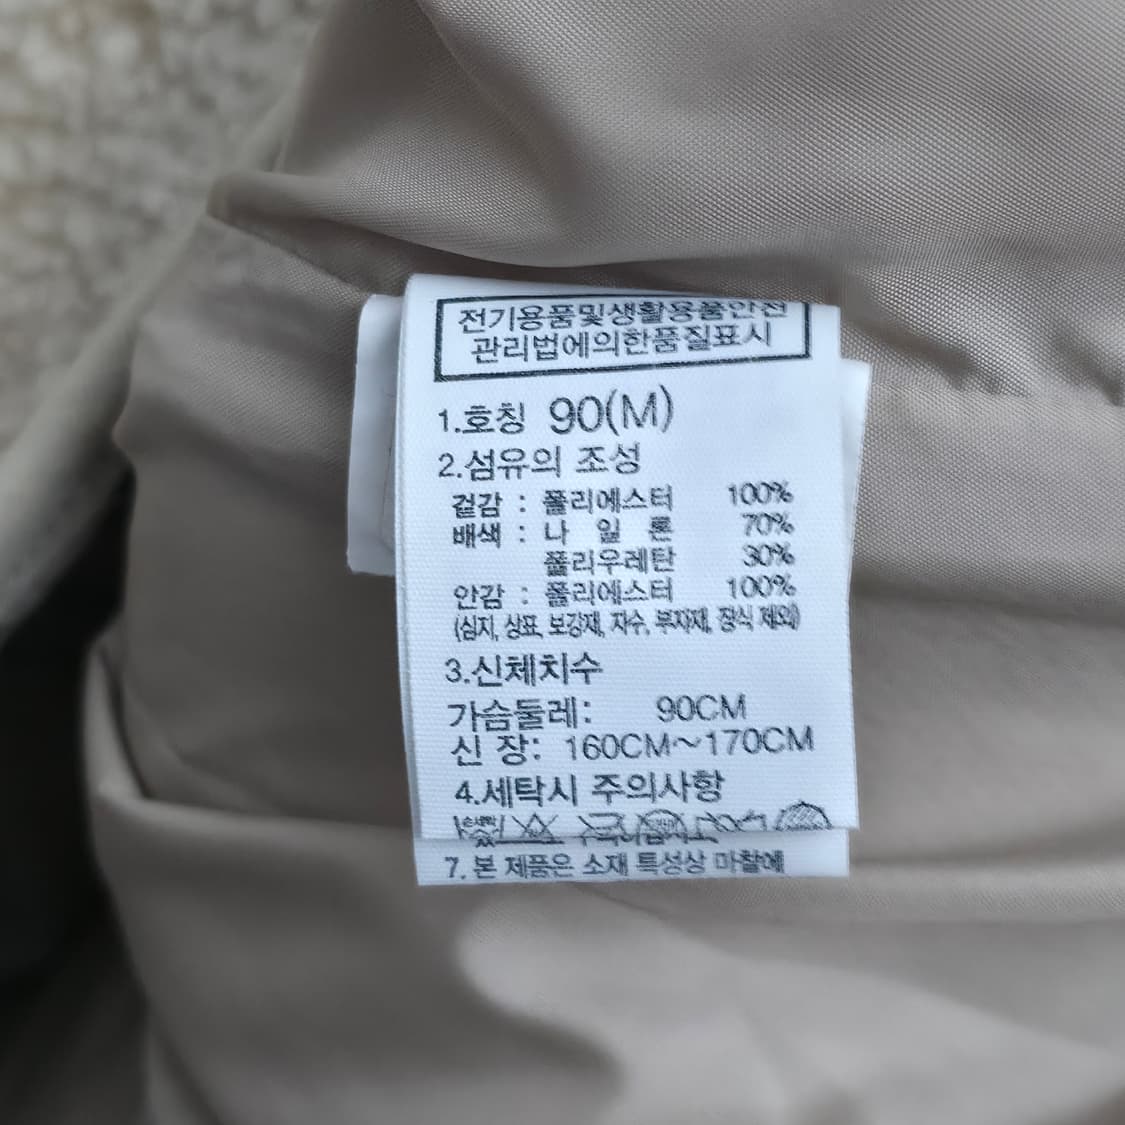 전기용품및생활용품안전
관리법에의한품질표시
1.호칭 90(M)
2.섬유의 조성
겉감 : 폴리에스터 100%
배색 : 나 일 론 70%
폴리우레탄 30%
안감 : 폴리에스터 100%
(심지, 상표, 보강재, 자수, 부자재, 장식 제외)
3.신체치수
가슴둘레: 90CM
신 장: 160CM~170CM
4.세탁시 주의사항
7. 본 제품은 소재 특성상 마찰에